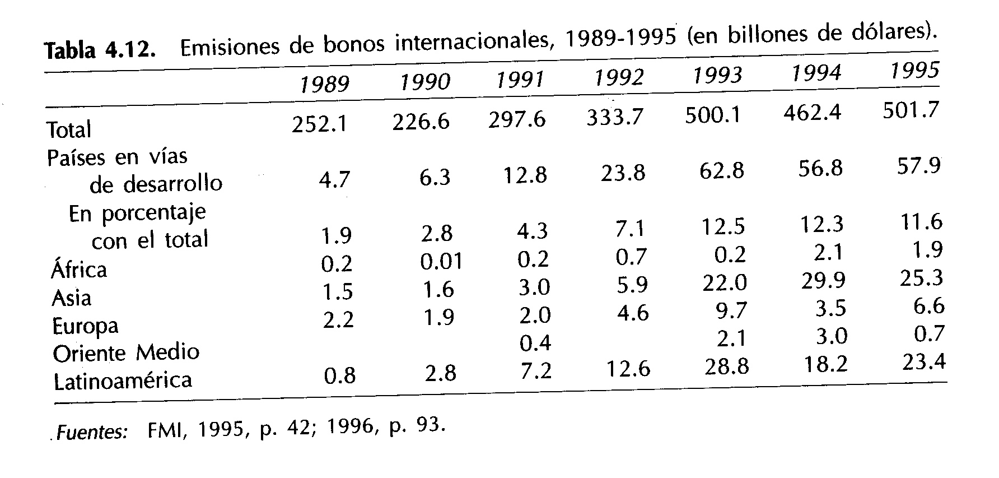 Tabla 4.12. Emisiones de bonos internacionales, 1989-1995 (en billones de dólares).
1989 1990 1991 1992 1993 1994 1995
Total 252.1 226.6 297.6 333.7 500.1 462.4 501.7
Países en vías
de desarrollo 4.7 6.3 12.8 23.8 62.8 56.8 57.9
En porcentaje
con el total 1.9 2.8 4.3 7.1 12.5 12.3 11.6
África 0.2 0.01 0.2 0.7 0.2 2.1 1.9
Asia 1.5 1.6 3.0 5.9 22.0 29.9 25.3
Europa 2.2 1.9 2.0 4.6 9.7 3.5 6.6
Oriente Medio 0.4 2.1 3.0 0.7
Latinoamérica 0.8 2.8 7.2 12.6 28.8 18.2 23.4
Fuentes: FMI, 1995, p. 42; 1996, p. 93.